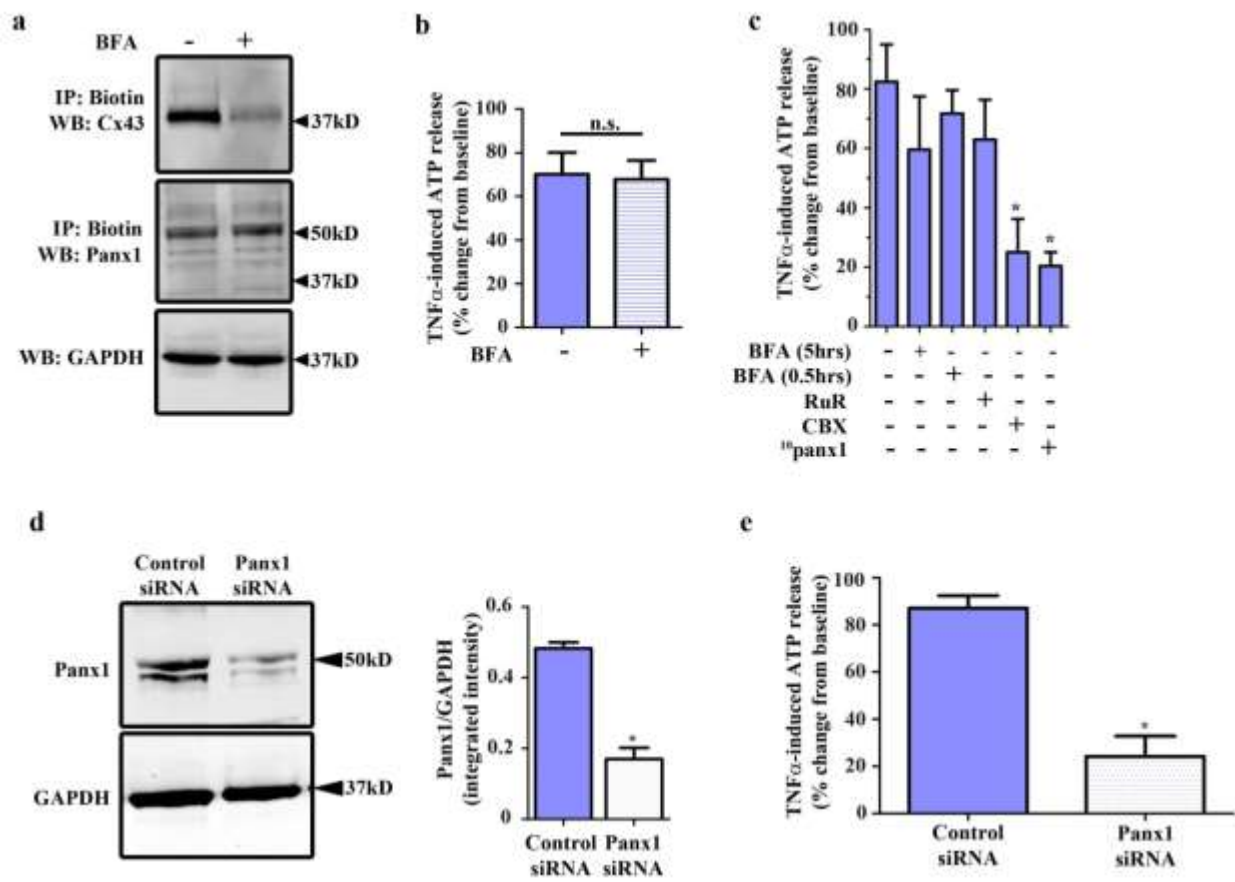 a
BFA - +
IP: Biotin
WB: Cx43
37kD
IP: Biotin
WB: Panx1
50kD
37kD
WB: GAPDH
37kD
b
TNFα-induced ATP release
(% change from baseline)
100
80
60
40
20
0
n.s.
BFA - +
c
TNFα-induced ATP release
(% change from baseline)
100
80
60
40
20
0
* *
BFA (5hrs) - + - - - -
BFA (0.5hrs) - - + - - -
RuR - - - + - -
CBX - - - - + -
¹⁰panx1 - - - - - +
d
Control
siRNA
Panx1
siRNA
Panx1
50kD
GAPDH
37kD
Panx1/GAPDH
(integrated intensity)
0.6
0.4
0.2
0
*
Control
siRNA
Panx1
siRNA
e
TNFα-induced ATP release
(% change from baseline)
100
80
60
40
20
0
*
Control
siRNA
Panx1
siRNA